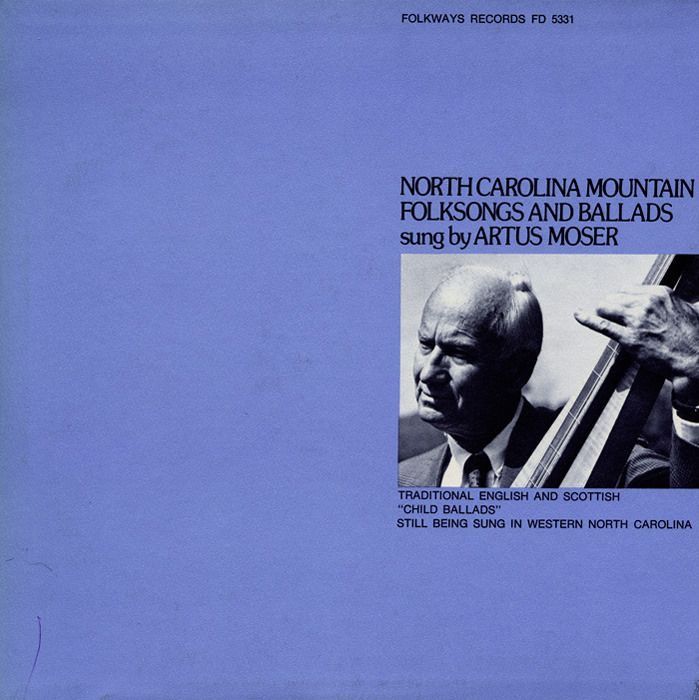 FOLKWAYS RECORDS FD 5331
NORTH CAROLINA MOUNTAIN
FOLKSONGS AND BALLADS
sung by ARTUS MOSER
TRADITIONAL ENGLISH AND SCOTTISH
"CHILD BALLADS"
STILL BEING SUNG IN WESTERN NORTH CAROLINA